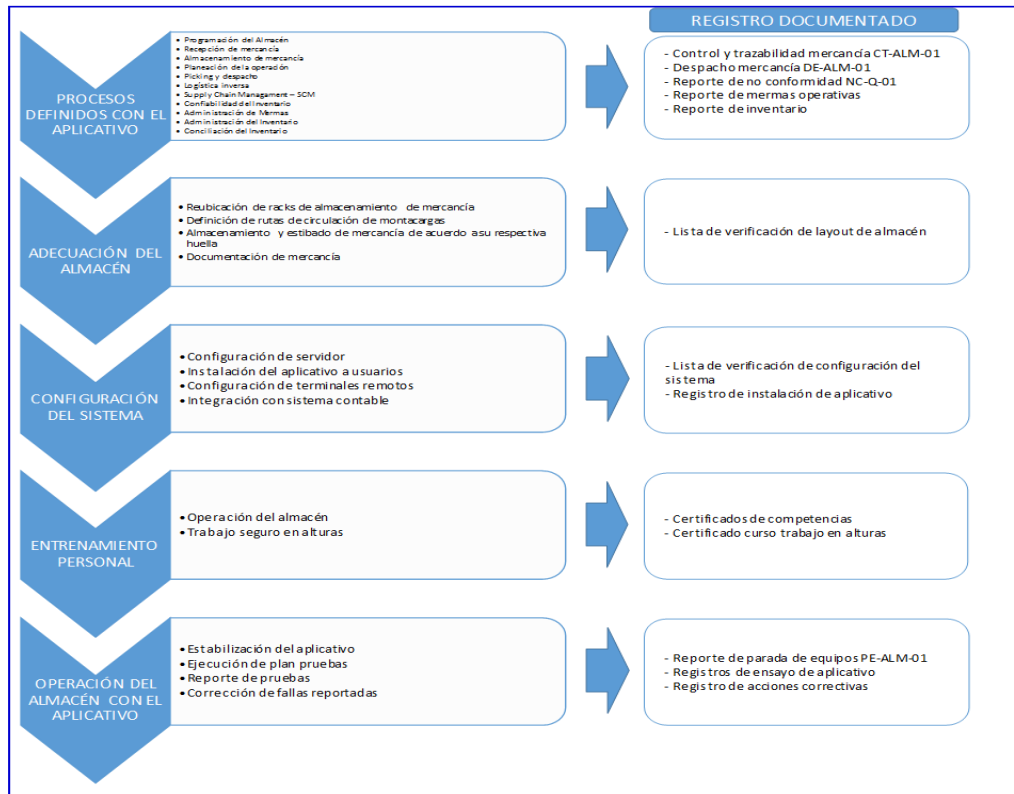 REGISTRO DOCUMENTADO
PROCESOS
DEFINIDOS CON EL
APLICATIVO
• Programación del Almacén
• Recepción de mercancía
• Almacenamiento de mercancía
• Planeación de la operación
• Picking y despacho
• Logística Inversa
• Supply Chain Managament – SCM
• Confiabilidad del Inventario
• Administración de Mermas
• Administración del Inventario
• Conciliación del Inventario
- Control y trazabilidad mercancía CT-ALM-01
- Despacho mercancía DE-ALM-01
- Reporte de no conformidad NC-Q-01
- Reporte de mermas operativas
- Reporte de inventario
ADECUACIÓN DEL
ALMACÉN
• Reubicación de racks de almacenamiento de mercancía
• Definición de rutas de circulación de montacargas
• Almacenamiento y estibado de mercancía de acuerdo a su respectiva
huella
• Documentación de mercancía
- Lista de verificación de layout de almacén
CONFIGURACIÓN
DEL SISTEMA
• Configuración de servidor
• Instalación del aplicativo a usuarios
• Configuración de terminales remotos
• Integración con sistema contable
- Lista de verificación de configuración del
sistema
- Registro de instalación de aplicativo
ENTRENAMIENTO
PERSONAL
• Operación del almacén
• Trabajo seguro en alturas
- Certificados de competencias
- Certificado curso trabajo en alturas
OPERACIÓN DEL
ALMACÉN CON EL
APLICATIVO
• Estabilización del aplicativo
• Ejecución de plan pruebas
• Reporte de pruebas
• Corrección de fallas reportadas
- Reporte de parada de equipos PE-ALM-01
- Registros de ensayo de aplicativo
- Registro de acciones correctivas